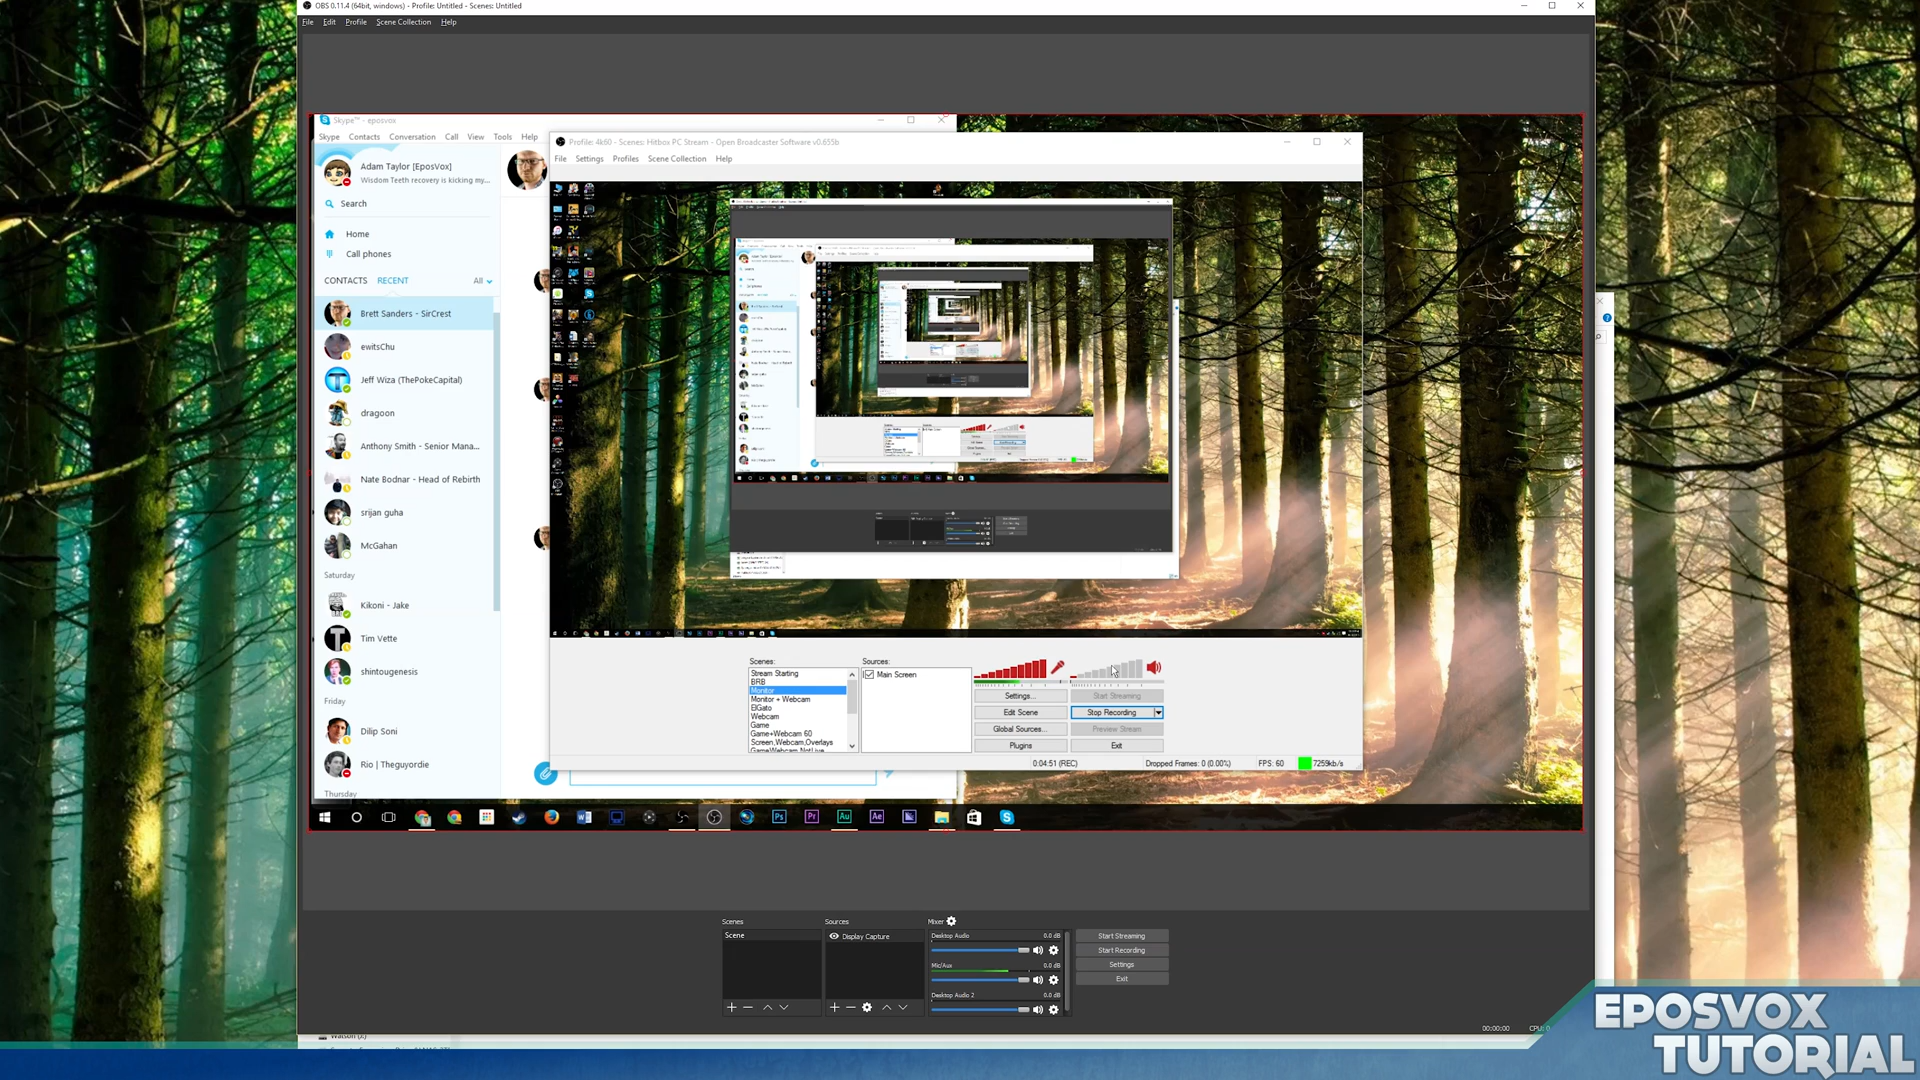 OBS 0.11.4 (64bit, windows) - Profile: Untitled - Scenes: Untitled
File Edit Profile Scene Collection Help
Skype™ - eposvox
Skype Contacts Conversation Call View Tools Help
Profile: 4k60 - Scenes: Hitbox PC Stream - Open Broadcaster Software v0.655b
File Settings Profiles Scene Collection Help
Adam Taylor [EposVox]
Wisdom Teeth recovery is kicking my...
Search
Home
Call phones
CONTACTS RECENT All
Brett Sanders - SirCrest
ewitsChu
Jeff Wiza (ThePokeCapital)
dragoon
Anthony Smith - Senior Mana...
Nate Bodnar - Head of Rebirth
srijan guha
McGahan
Saturday
Kikoni - Jake
Tim Vette
shintougenesis
Friday
Dilip Soni
Rio | Theguyordie
Thursday
Scenes: Sources:
Stream Starting
BRB
Monitor
Monitor + Webcam
ElGato
Webcam
Game
Game+Webcam 60
Screen,Webcam,Overlays
Main Screen
Settings... Start Streaming
Edit Scene Stop Recording
Global Sources... Preview Stream
Plugins Exit
0:04:51 (REC) Dropped Frames: 0 (0.00%) FPS: 60 7259kb/s
Ps Pr Au Ae
Scenes Sources Mixer
Scene
Display Capture
Desktop Audio 0.0 dB
Mic/Aux 0.0 dB
Desktop Audio 2 0.0 dB
Start Streaming
Start Recording
Settings
Exit
00:00:00 CPU: 0
EPOSVOX
TUTORIAL